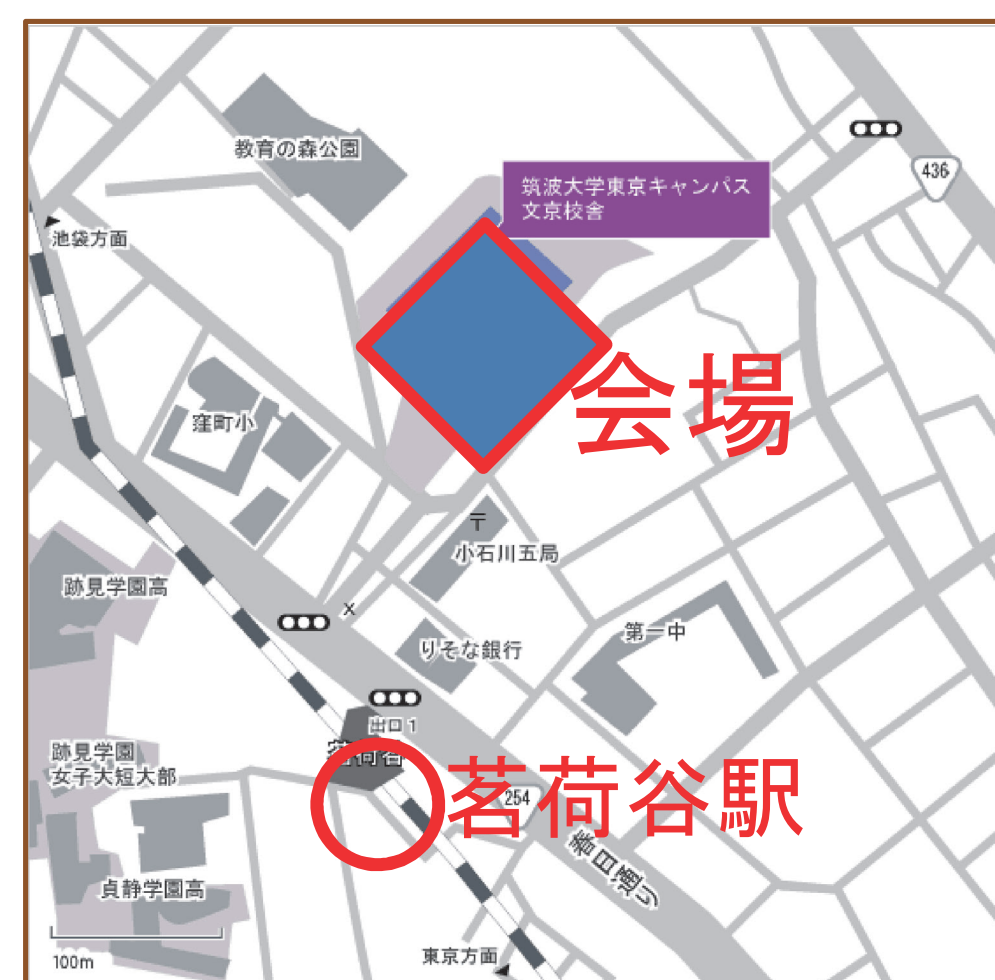 教育の森公園
436
筑波大学東京キャンパス
文京校舎
池袋方面
会場
窪町小
〒
小石川五局
跡見学園高
x
第一中
りそな銀行
出口1
茗荷谷
跡見学園
女子大短大部
茗荷谷駅
254
春日通り
貞静学園高
100m
東京方面